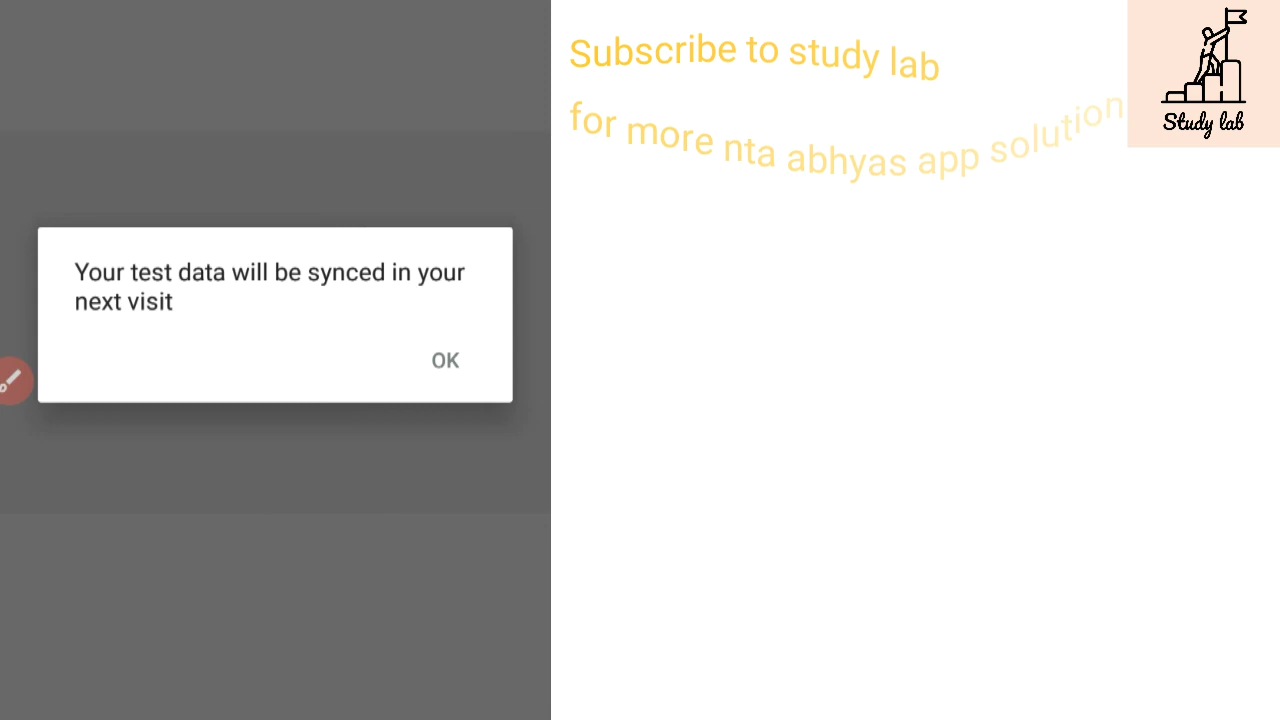 Your test data will be synced in your
next visit
OK
Subscribe to study lab
for more nta abhyas app solution
Study lab